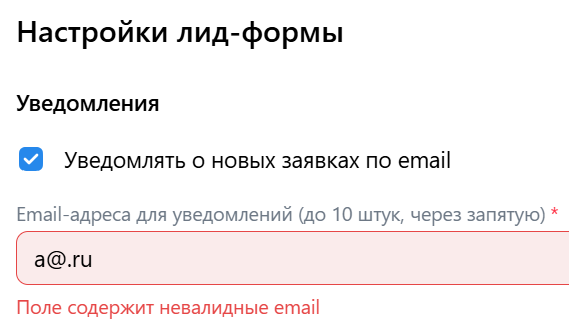 Настройки лид-формы
Уведомления
Уведомлять о новых заявках по email
Email-адреса для уведомлений (до 10 штук, через запятую) *
a@.ru
Поле содержит невалидные email